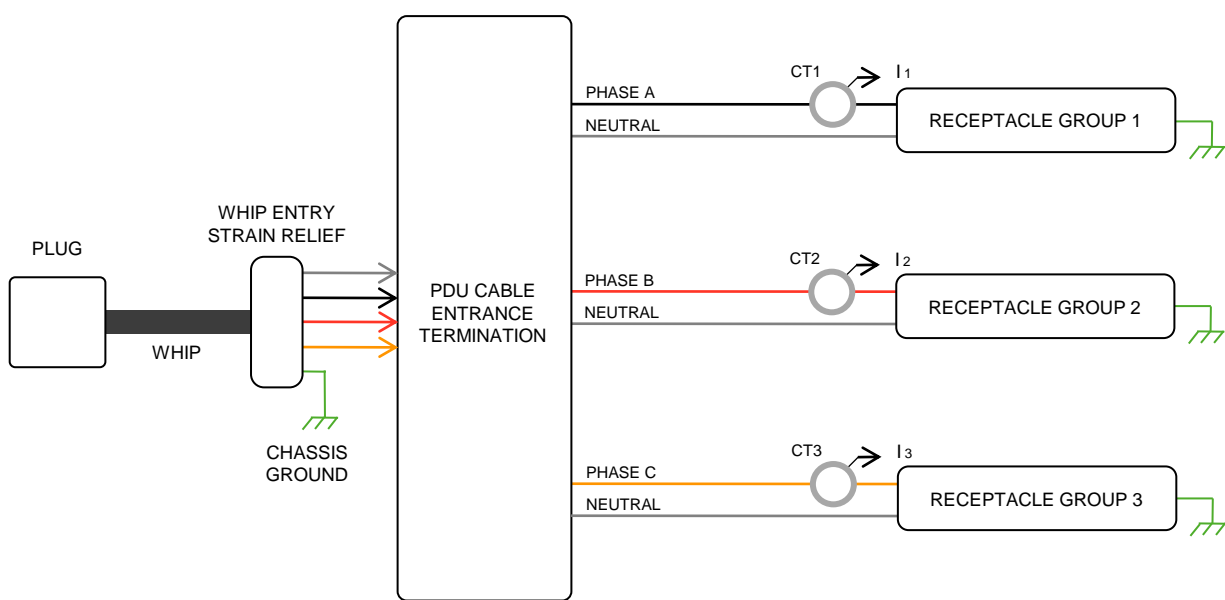 PLUG
WHIP
WHIP ENTRY
STRAIN RELIEF
CHASSIS
GROUND
PDU CABLE
ENTRANCE
TERMINATION
PHASE A
NEUTRAL
CT1
I1
RECEPTACLE GROUP 1
PHASE B
NEUTRAL
CT2
I2
RECEPTACLE GROUP 2
PHASE C
NEUTRAL
CT3
I3
RECEPTACLE GROUP 3